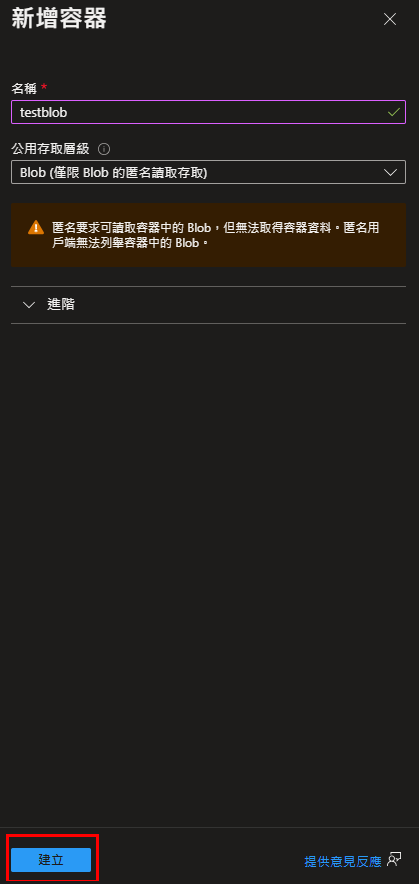 新增容器
名稱 *
testblob
公用存取層級
Blob (僅限 Blob 的匿名讀取存取)
匿名要求可讀取容器中的 Blob，但無法取得容器資料。匿名用
戶端無法列舉容器中的 Blob。
進階
建立
提供意見反應